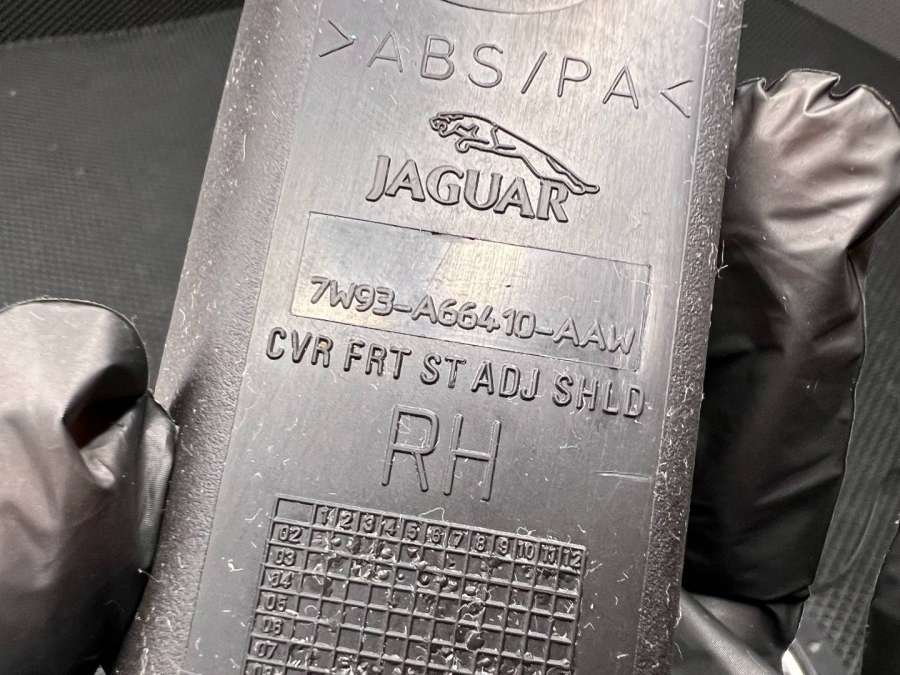 >ABS/PA<
JAGUAR
7W93-A66410-AAW
CVR FRT ST ADJ SHLD
RH
1 2 3 4 5 6 7 8 9 10 11 12
02
03
04
05
06
07